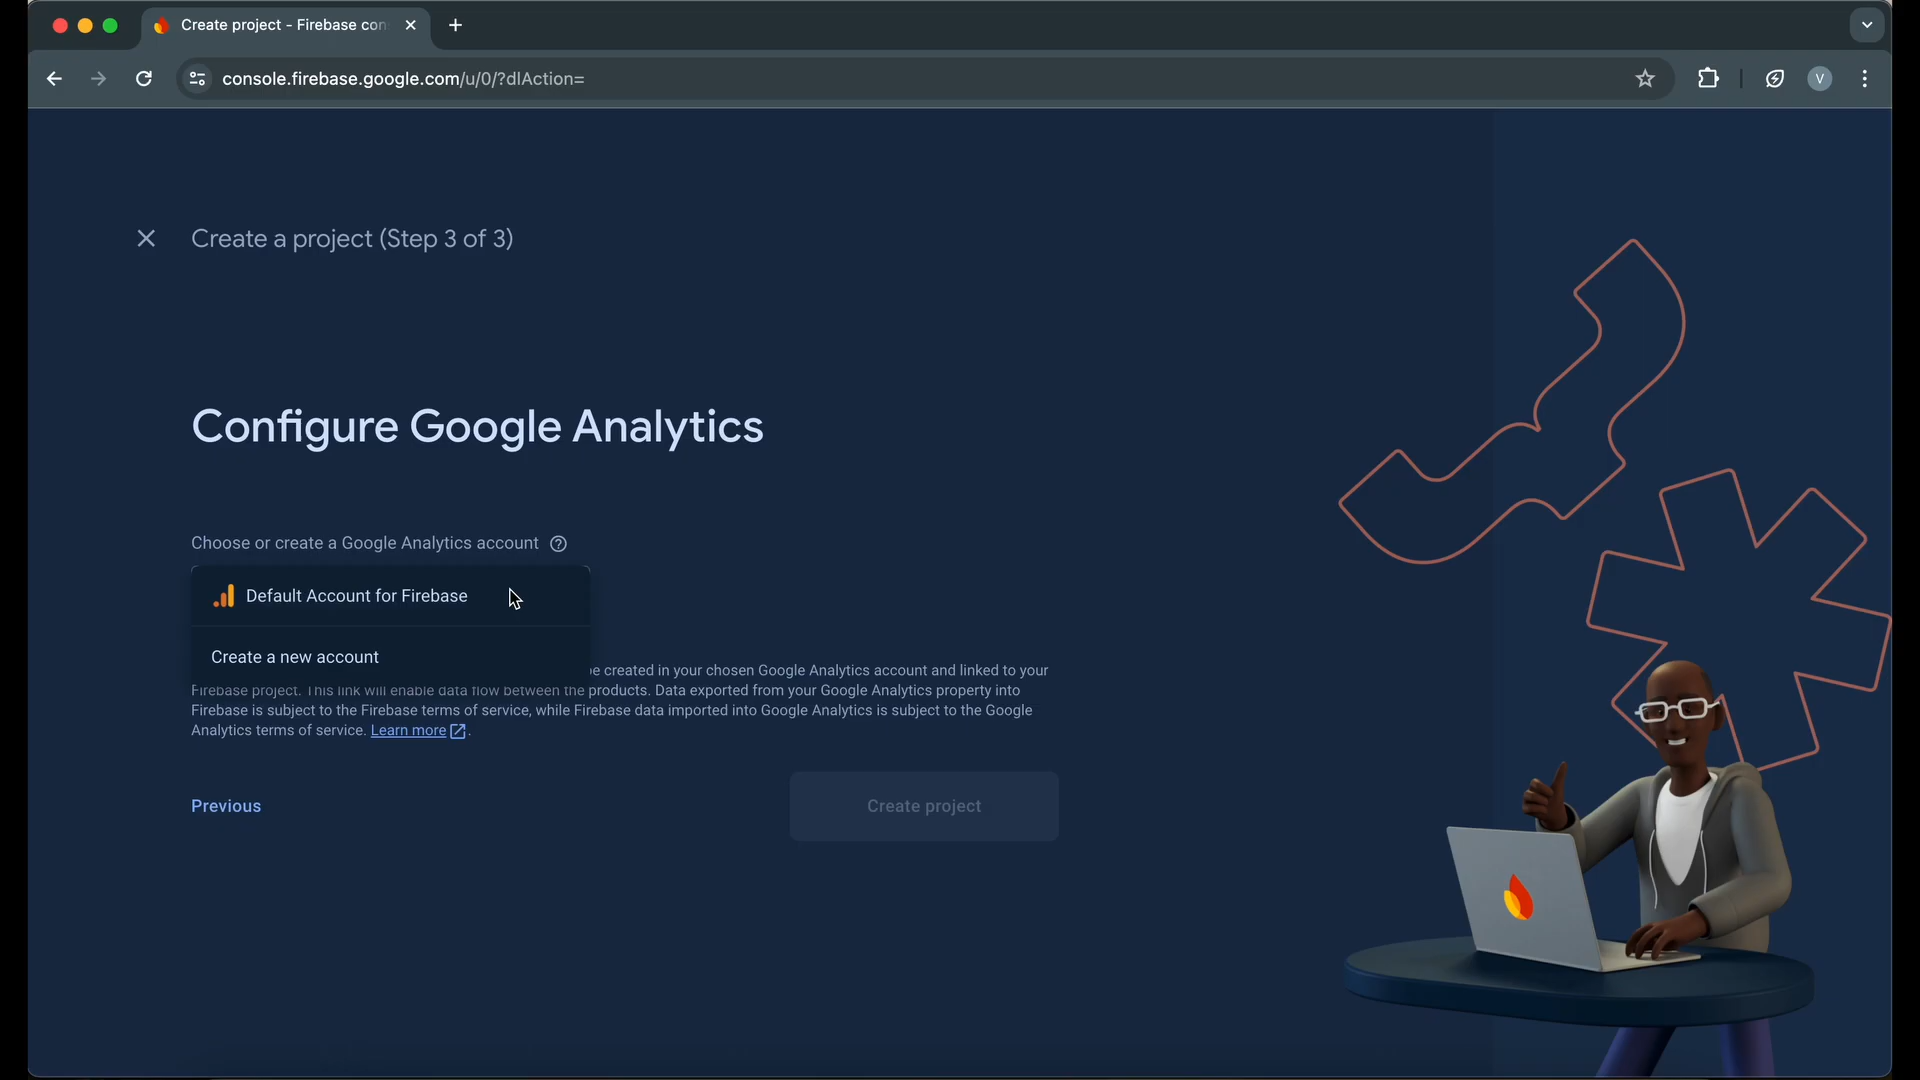 Create project - Firebase con
console.firebase.google.com/u/0/?dlAction=
V
Create a project (Step 3 of 3)
Configure Google Analytics
Choose or create a Google Analytics account
Default Account for Firebase
Create a new account
be created in your chosen Google Analytics account and linked to your
Firebase project. This link will enable data flow between the products. Data exported from your Google Analytics property into
Firebase is subject to the Firebase terms of service, while Firebase data imported into Google Analytics is subject to the Google
Analytics terms of service. Learn more.
Previous
Create project